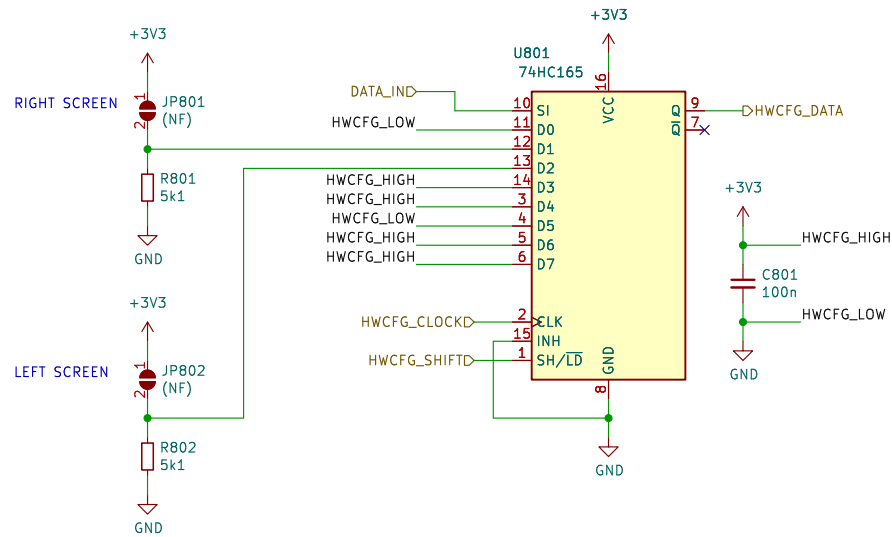 +3V3
RIGHT SCREEN
1
JP801
(NF)
2
R801
5k1
GND
+3V3
LEFT SCREEN
1
JP802
(NF)
2
R802
5k1
GND
+3V3
U801
74HC165
16
VCC
DATA_IN
10
SI
HWCFG_LOW
11
D0
12
D1
13
D2
HWCFG_HIGH
14
D3
HWCFG_HIGH
3
D4
HWCFG_LOW
4
D5
HWCFG_HIGH
5
D6
HWCFG_HIGH
6
D7
HWCFG_CLOCK
2
CLK
15
INH
HWCFG_SHIFT
1
SH/LD
GND
8
GND
9
Q
HWCFG_DATA
7
Q
+3V3
HWCFG_HIGH
C801
100n
HWCFG_LOW
GND